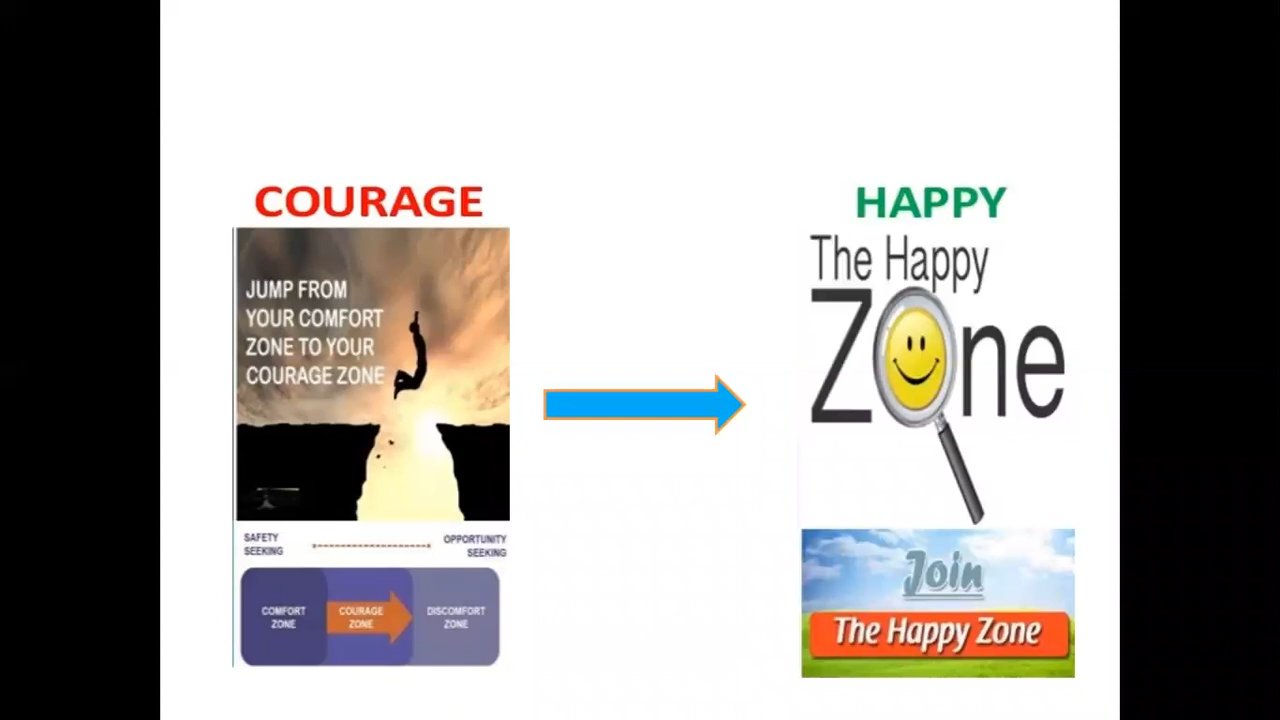 COURAGE
JUMP FROM
YOUR COMFORT
ZONE TO YOUR
COURAGE ZONE
SAFETY
SEEKING
OPPORTUNITY
SEEKING
COMFORT
ZONE
COURAGE
ZONE
DISCOMFORT
ZONE
HAPPY
The Happy
Zone
Join
The Happy Zone